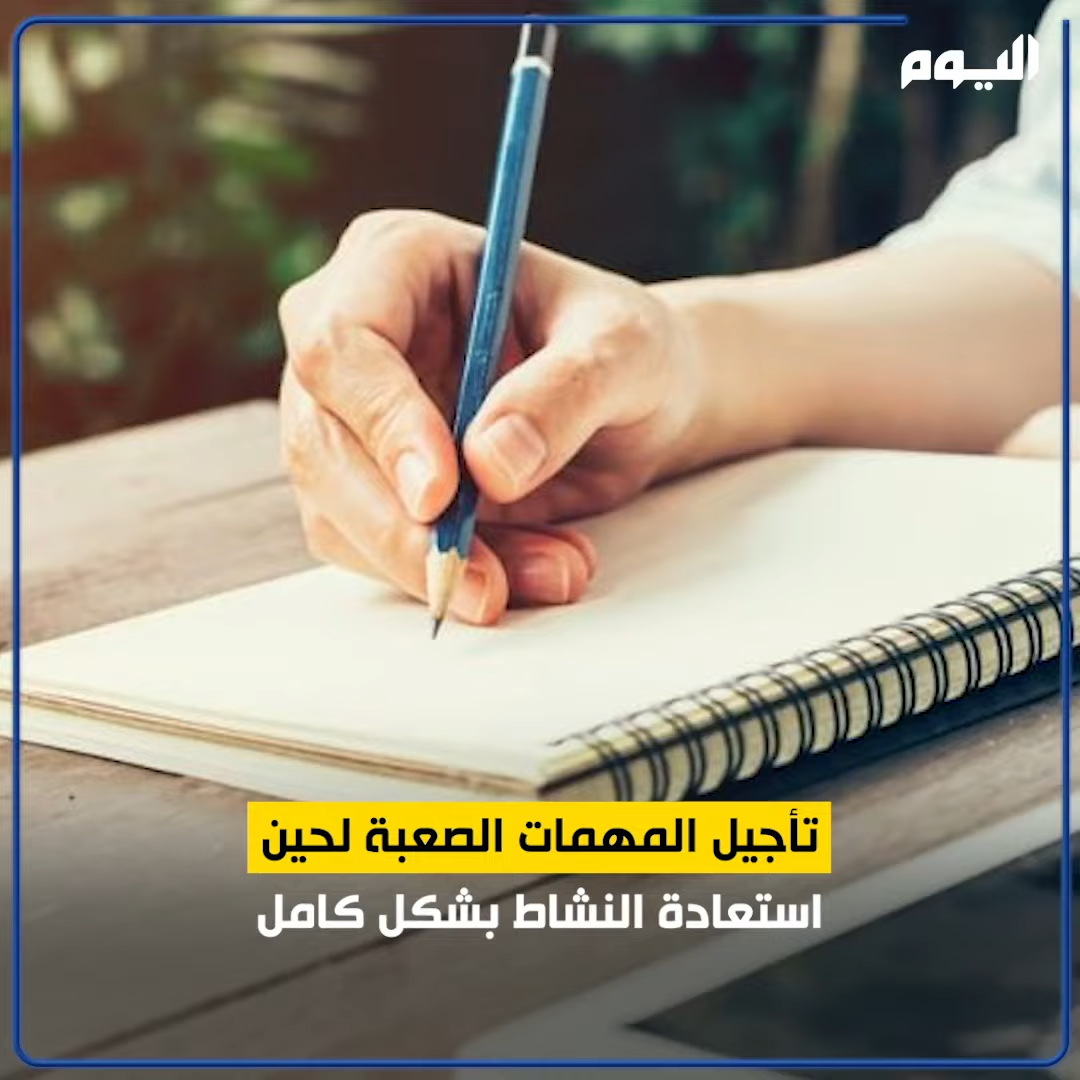 اليوم
تأجيل المهمات الصعبة لحين
استعادة النشاط بشكل كامل